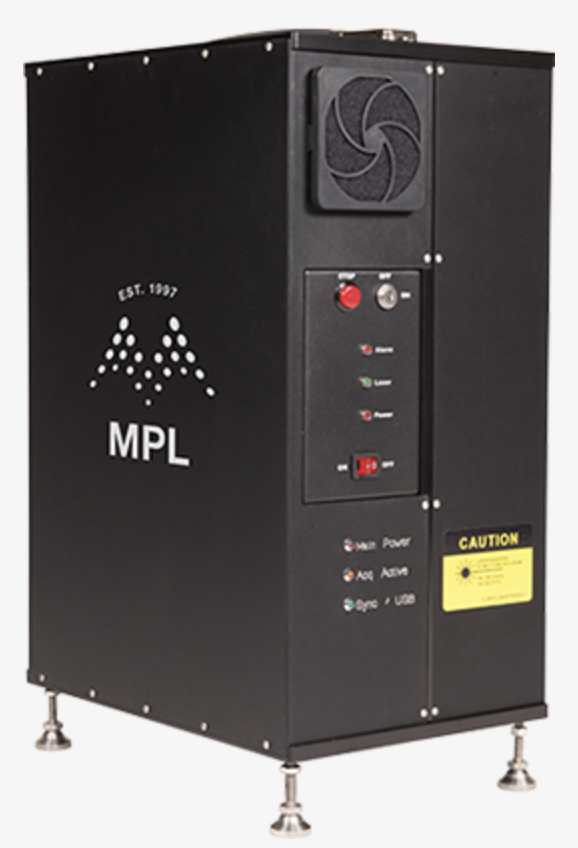 EST. 1997
MPL
STOP
OFF
ON
Alarm
Laser
Power
ON
OFF
Main Power
Acq Active
Sync / USB
CAUTION